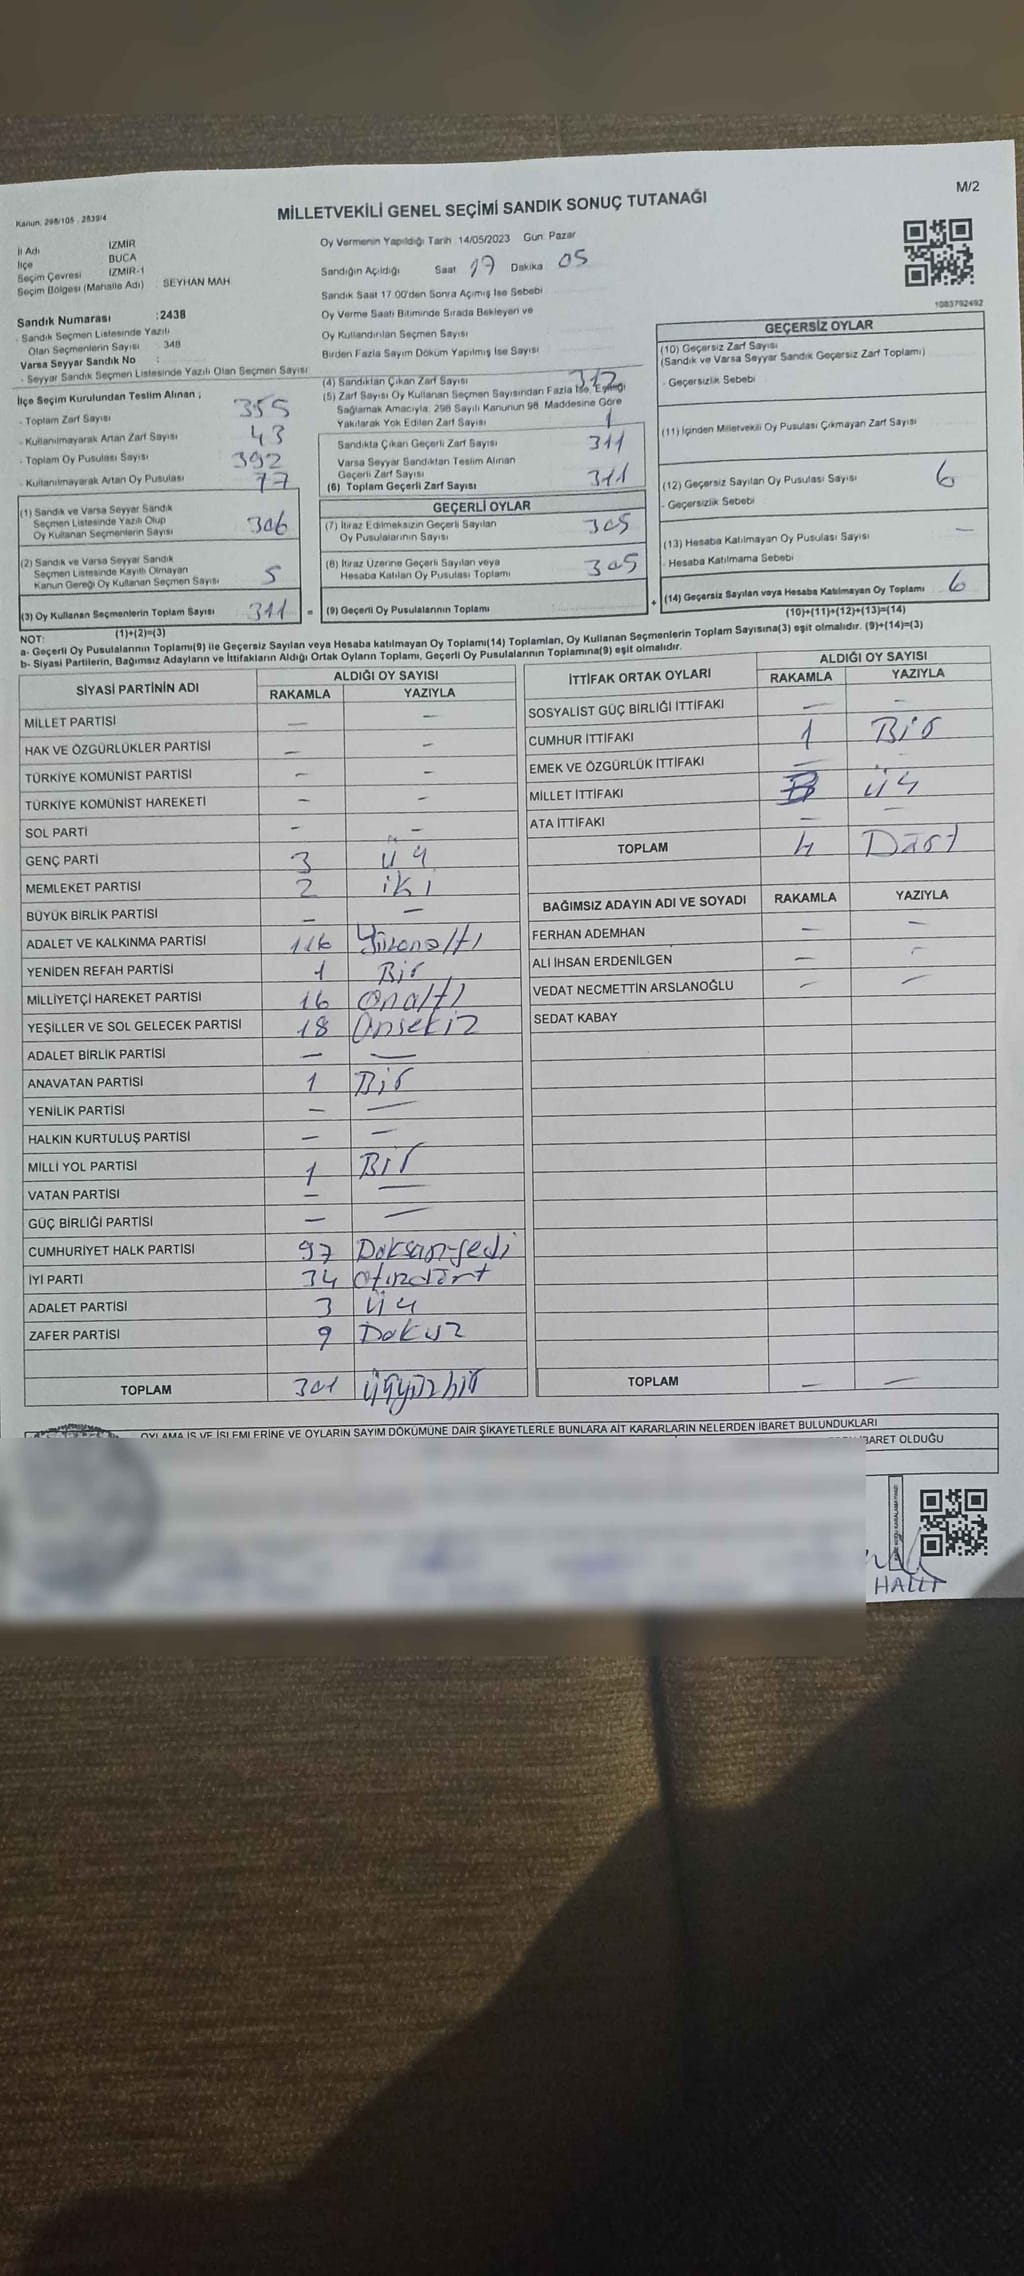 M/2
Kanun: 298/105 . 2839/4
MİLLETVEKİLİ GENEL SEÇİMİ SANDIK SONUÇ TUTANAĞI
İl Adı İZMİR
İlçe BUCA
Seçim Çevresi İZMİR-1
Seçim Bölgesi (Mahalle Adı) : SEYHAN MAH
Sandık Numarası :2438
- Sandık Seçmen Listesinde Yazılı
Olan Seçmenlerin Sayısı : 348
Varsa Seyyar Sandık No :
- Seyyar Sandık Seçmen Listesinde Yazılı Olan Seçmen Sayısı
İlçe Seçim Kurulundan Teslim Alınan ;
- Toplam Zarf Sayısı 355
- Kullanılmayarak Artan Zarf Sayısı 43
- Toplam Oy Pusulası Sayısı 392
- Kullanılmayarak Artan Oy Pusulası 77
(1) Sandık ve Varsa Seyyar Sandık
Seçmen Listesinde Yazılı Olup
Oy Kullanan Seçmenlerin Sayısı 306
(2) Sandık ve Varsa Seyyar Sandık
Seçmen Listesinde Kayıtlı Olmayan
Kanun Gereği Oy Kullanan Seçmen Sayısı 5
(3) Oy Kullanan Seçmenlerin Toplam Sayısı 311 =
(1)+(2)=(3)
Oy Vermenin Yapıldığı Tarih :14/05/2023 Gün: Pazar
Sandığın Açıldığı Saat 17 Dakika 05
Sandık Saat 17.00'den Sonra Açılmış İse Sebebi
Oy Verme Saati Bitiminde Sırada Bekleyen ve
Oy Kullandırılan Seçmen Sayısı
Birden Fazla Sayım Döküm Yapılmış İse Sayısı
(4) Sandıktan Çıkan Zarf Sayısı 312
(5) Zarf Sayısı Oy Kullanan Seçmen Sayısından Fazla İse, Eşitliği
Sağlamak Amacıyla; 298 Sayılı Kanunun 98. Maddesine Göre
Yakılarak Yok Edilen Zarf Sayısı 1
Sandıkta Çıkan Geçerli Zarf Sayısı 311
Varsa Seyyar Sandıktan Teslim Alınan
Geçerli Zarf Sayısı
(6) Toplam Geçerli Zarf Sayısı 311
GEÇERLİ OYLAR
(7) İtiraz Edilmeksizin Geçerli Sayılan
Oy Pusulalarının Sayısı 305
(8) İtiraz Üzerine Geçerli Sayılan veya
Hesaba Katılan Oy Pusulası Toplamı 305
(9) Geçerli Oy Pusulalarının Toplamı +
1083792492
GEÇERSİZ OYLAR
(10) Geçersiz Zarf Sayısı
(Sandık ve Varsa Seyyar Sandık Geçersiz Zarf Toplamı)
- Geçersizlik Sebebi
(11) İçinden Milletvekili Oy Pusulası Çıkmayan Zarf Sayısı
(12) Geçersiz Sayılan Oy Pusulası Sayısı 6
- Geçersizlik Sebebi
(13) Hesaba Katılmayan Oy Pusulası Sayısı —
- Hesaba Katılmama Sebebi
(14) Geçersiz Sayılan veya Hesaba Katılmayan Oy Toplamı 6
(10)+(11)+(12)+(13)=(14)
NOT:
a- Geçerli Oy Pusulalarının Toplamı(9) ile Geçersiz Sayılan veya Hesaba katılmayan Oy Toplamı(14) Toplamları, Oy Kullanan Seçmenlerin Toplam Sayısına(3) eşit olmalıdır. (9)+(14)=(3)
b- Siyasi Partilerin, Bağımsız Adayların ve İttifakların Aldığı Ortak Oyların Toplamı, Geçerli Oy Pusulalarının Toplamına(9) eşit olmalıdır.
SİYASİ PARTİNİN ADI ALDIĞI OY SAYISI
RAKAMLA YAZIYLA
MİLLET PARTİSİ — —
HAK VE ÖZGÜRLÜKLER PARTİSİ — —
TÜRKİYE KOMÜNİST PARTİSİ — —
TÜRKİYE KOMÜNİST HAREKETİ — —
SOL PARTİ — —
GENÇ PARTİ 3 üç
MEMLEKET PARTİSİ 2 iki
BÜYÜK BİRLİK PARTİSİ — —
ADALET VE KALKINMA PARTİSİ 116 Yüzonaltı
YENİDEN REFAH PARTİSİ 1 Bir
MİLLİYETÇİ HAREKET PARTİSİ 16 Onaltı
YEŞİLLER VE SOL GELECEK PARTİSİ 18 Onsekiz
ADALET BİRLİK PARTİSİ — —
ANAVATAN PARTİSİ 1 Bir
YENİLİK PARTİSİ — —
HALKIN KURTULUŞ PARTİSİ — —
MİLLİ YOL PARTİSİ 1 Bir
VATAN PARTİSİ — —
GÜÇ BİRLİĞİ PARTİSİ — —
CUMHURİYET HALK PARTİSİ 97 Doksan-yedi
İYİ PARTİ 34 otuzdört
ADALET PARTİSİ 3 üç
ZAFER PARTİSİ 9 Dokuz
TOPLAM 301 üçyüzbir
İTTİFAK ORTAK OYLARI ALDIĞI OY SAYISI
RAKAMLA YAZIYLA
SOSYALİST GÜÇ BİRLİĞİ İTTİFAKI — —
CUMHUR İTTİFAKI 1 Bir
EMEK VE ÖZGÜRLÜK İTTİFAKI — —
MİLLET İTTİFAKI 3 üç
ATA İTTİFAKI — —
TOPLAM 4 Dört
BAĞIMSIZ ADAYIN ADI VE SOYADI RAKAMLA YAZIYLA
FERHAN ADEMHAN — —
ALİ İHSAN ERDENİLGEN — —
VEDAT NECMETTİN ARSLANOĞLU — —
SEDAT KABAY
TOPLAM — —
OYLAMA İŞ VE İŞLEMLERİNE VE OYLARIN SAYIM DÖKÜMÜNE DAİR ŞİKAYETLERLE BUNLARA AİT KARARLARIN NELERDEN İBARET BULUNDUKLARI
İBARET OLDUĞU